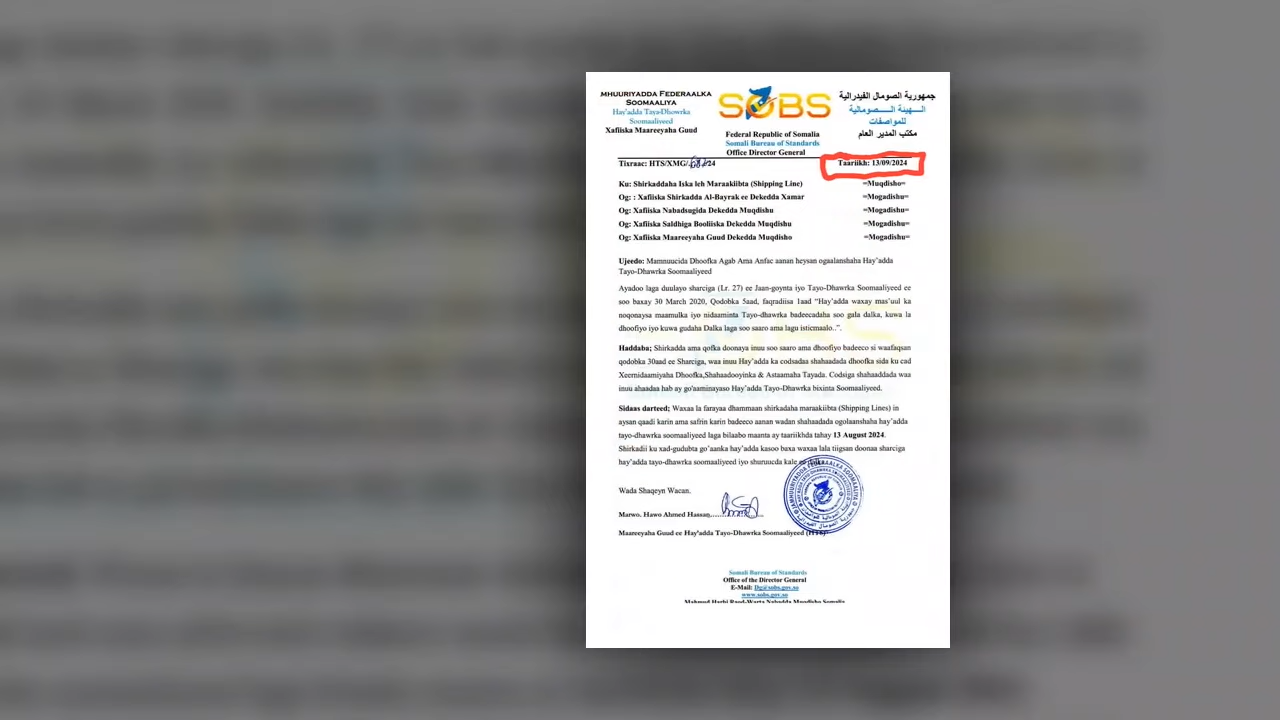 MHUURIYADDA FEDERAALKA
SOOMAALIYA
Hay'adda Taya-Dhowrka
Soomaaliyeed
Xafiiska Maareeyaha Guud
SOBS
Federal Republic of Somalia
Somali Bureau of Standards
Office Director General
جمهورية الصومال الفيدرالية
الهيئة الصومالية
للمواصفات
مكتب المدير العام
Tixraac: HTS/XMG/
24
Taariikh: 13/09/2024
Ku: Shirkaddaha Iska leh Maraakiibta (Shipping Line) =Muqdisho=
Og: : Xafiiska Shirkadda Al-Bayrak ee Dekedda Xamar =Mogadishu=
Og: Xafiiska Nabadsugida Dekedda Muqdishu =Mogadishu=
Og: Xafiiska Saldhiga Booliiska Dekedda Muqdishu =Mogadishu=
Og: Xafiiska Maareeyaha Guud Dekedda Muqdisho =Mogadishu=
Ujeedo: Mamnuucida Dhoofka Agab Ama Anfac aanan heysan ogaalanshaha Hay'adda
Tayo-Dhawrka Soomaaliyeed
Ayadoo laga duulayo sharciga (Lr. 27) ee Jaan-goynta iyo Tayo-Dhawrka Soomaaliyeed ee
soo baxay 30 March 2020, Qodobka 5aad, faqradiisa 1aad "Hay'adda waxay mas'uul ka
noqonaysa maamulka iyo nidaaminta Tayo-dhawrka badeecadaha soo gala dalka, kuwa la
dhoofiyo iyo kuwa gudaha Dalka laga soo saaro ama lagu isticmaalo..".
Haddaba; Shirkadda ama qofka doonaya inuu soo saaro ama dhoofiyo badeeco si waafaqsan
qodobka 30aad ee Sharciga, waa inuu Hay'adda ka codsadaa shahaadada dhoofka sida ku cad
Xeernidaamiyaha Dhoofka,Shahaadooyinka & Astaamaha Tayada. Codsiga shahaaddada waa
inuu ahaadaa hab ay go'aaminayaso Hay'adda Tayo-Dhawrka bixinta Soomaaliyeed.
Sidaas darteed; Waxaa la farayaa dhammaan shirkadaha maraakiibta (Shipping Lines) in
aysan qaadi karin ama safrin karin badeeco aanan wadan shahaadada ogolaanshaha hay'adda
tayo-dhawrka soomaaliyeed laga bilaabo maanta ay taariikhda tahay 13 August 2024.
Shirkadii ku xad-gudubta go'aanka hay'adda kasoo baxa waxaa lala tiigsan doonaa sharciga
hay'adda tayo-dhawrka soomaaliyeed iyo shuruucda kale
Wada Shaqeyn Wacan.
Marwo. Hawo Ahmed Hassan
Maareeyaha Guud ee Hay'adda Tayo-Dhawrka Soomaaliyeed (HTS)
Somali Bureau of Standards
Office of the Director General
E-Mail: Dg@sobs.gov.so
www.sobs.gov.so